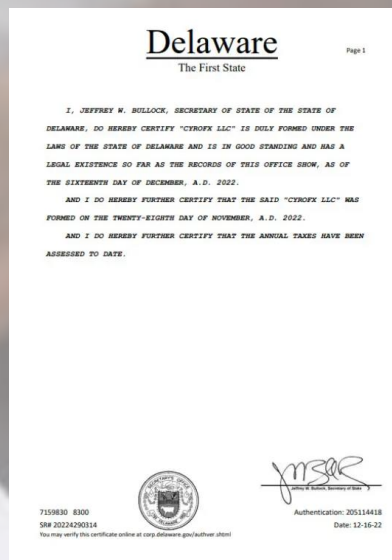 Delaware
Page 1
The First State
I, JEFFREY W. BULLOCK, SECRETARY OF STATE OF THE STATE OF
DELAWARE, DO HEREBY CERTIFY "CYROFX LLC" IS DULY FORMED UNDER THE
LAWS OF THE STATE OF DELAWARE AND IS IN GOOD STANDING AND HAS A
LEGAL EXISTENCE SO FAR AS THE RECORDS OF THIS OFFICE SHOW, AS OF
THE SIXTEENTH DAY OF DECEMBER, A.D. 2022.
AND I DO HEREBY FURTHER CERTIFY THAT THE SAID "CYROFX LLC" WAS
FORMED ON THE TWENTY-EIGHTH DAY OF NOVEMBER, A.D. 2022.
AND I DO HEREBY FURTHER CERTIFY THAT THE ANNUAL TAXES HAVE BEEN
ASSESSED TO DATE.
Jeffrey W. Bullock, Secretary of State
7159830 8300
SR# 20224290314
You may verify this certificate online at corp.delaware.gov/authver.shtml
Authentication: 205114418
Date: 12-16-22